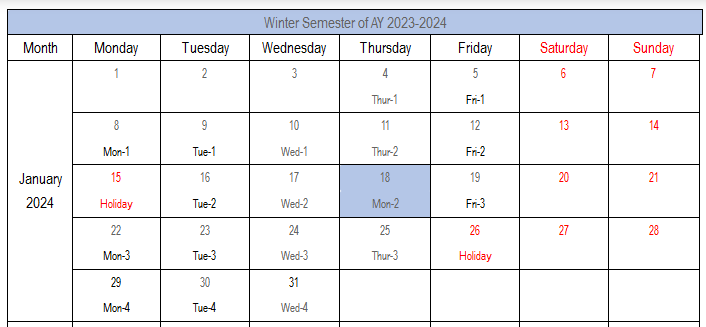 Winter Semester of AY 2023-2024
Month Monday Tuesday Wednesday Thursday Friday Saturday Sunday
1 2 3 4 5 6 7
Thur-1 Fri-1
8 9 10 11 12 13 14
Mon-1 Tue-1 Wed-1 Thur-2 Fri-2
January 15 16 17 18 19 20 21
2024 Holiday Tue-2 Wed-2 Mon-2 Fri-3
22 23 24 25 26 27 28
Mon-3 Tue-3 Wed-3 Thur-3 Holiday
29 30 31
Mon-4 Tue-4 Wed-4